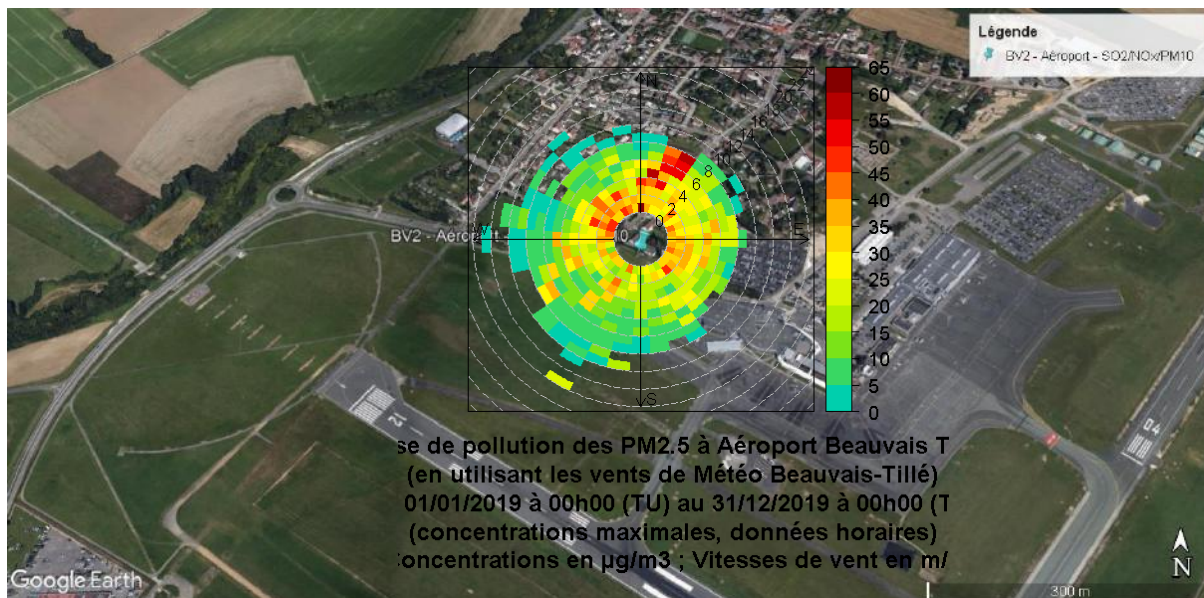 Légende
BV2 - Aéroport - SO2/NOx/PM10
N
22
20
18
16
14
12
10
8
6
4
2
0
E
S
65
60
55
50
45
40
35
30
25
20
15
10
5
0
BV2 - Aéroport
12
04
se de pollution des PM2.5 à Aéroport Beauvais T
(en utilisant les vents de Météo Beauvais-Tillé)
01/01/2019 à 00h00 (TU) au 31/12/2019 à 00h00 (T
(concentrations maximales, données horaires)
oncentrations en µg/m3 ; Vitesses de vent en m/
Google Earth
N
300 m